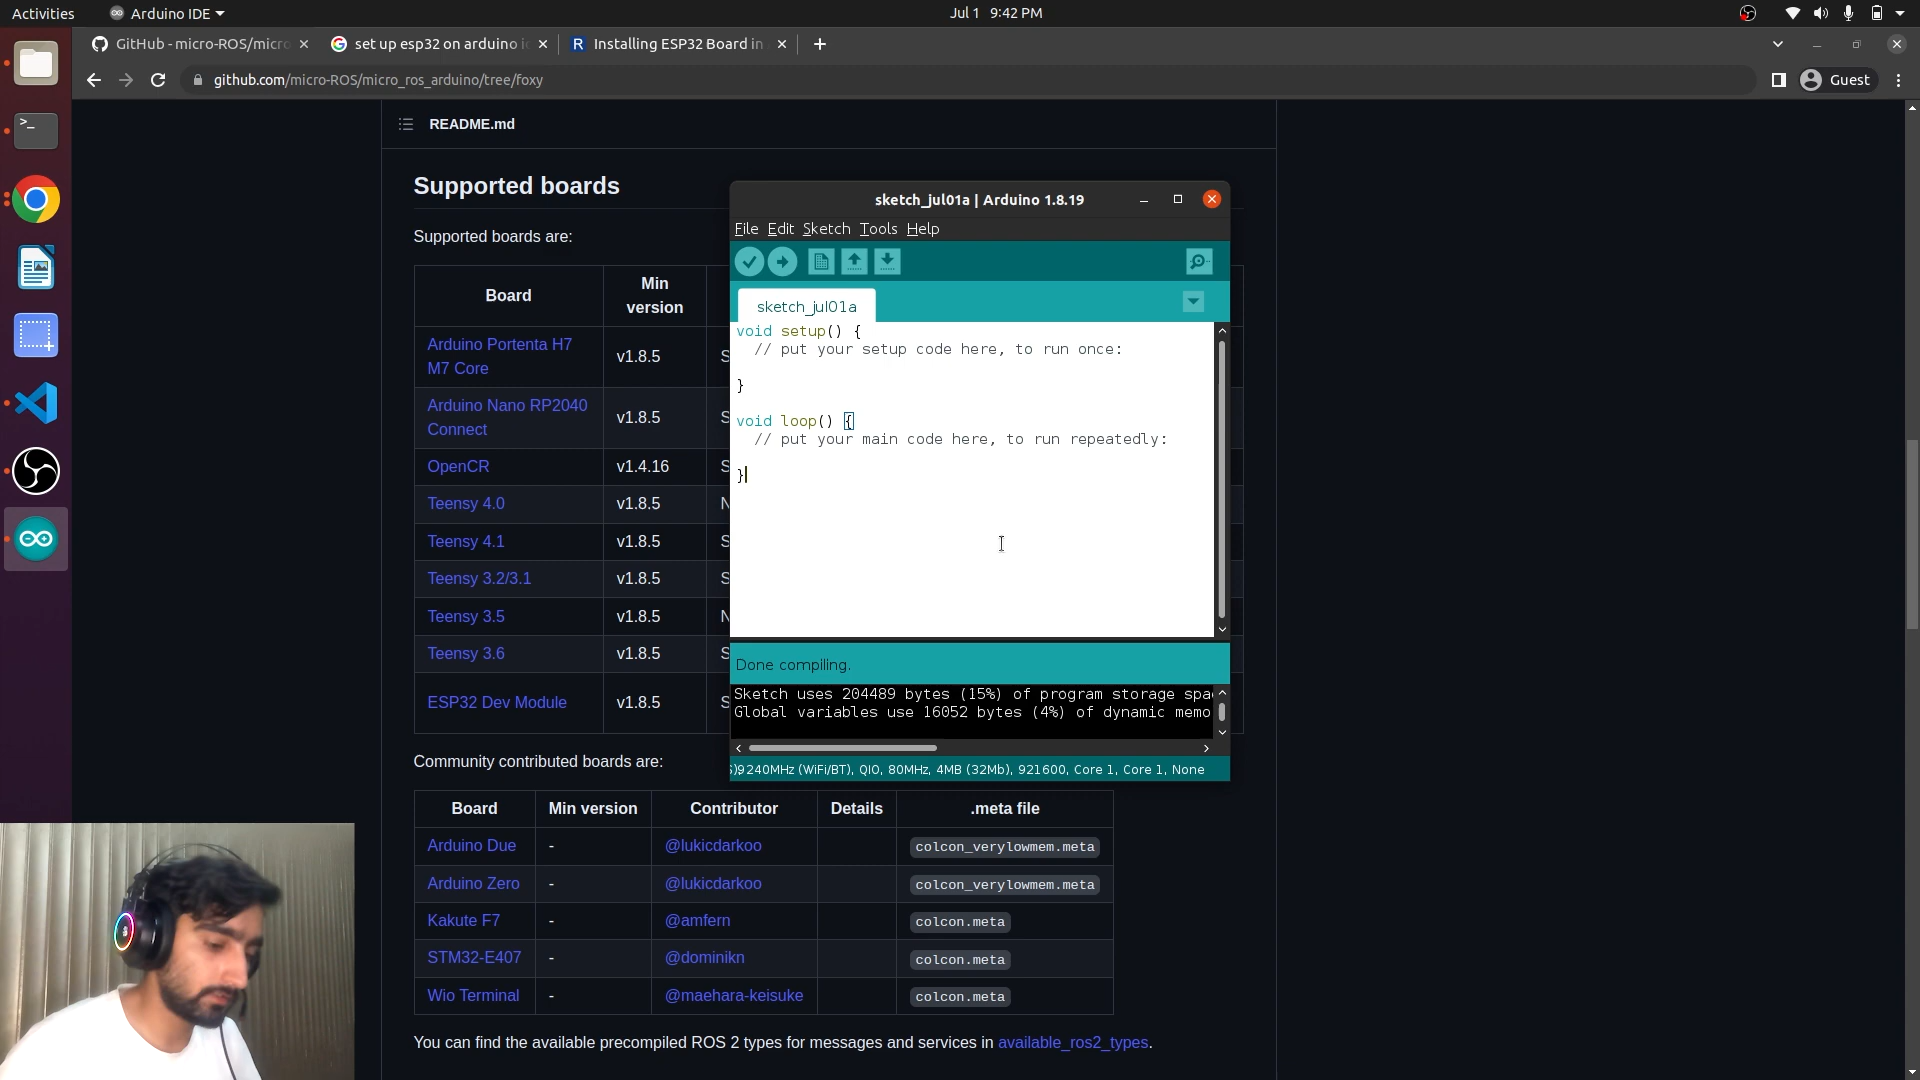 Activities
Arduino IDE
Jul 1 9:42 PM
GitHub - micro-ROS/micro
set up esp32 on arduino i
Installing ESP32 Board in
github.com/micro-ROS/micro_ros_arduino/tree/foxy
Guest
README.md
Supported boards
Supported boards are:
Board
Min version
Arduino Portenta H7 M7 Core
v1.8.5
S
Arduino Nano RP2040 Connect
v1.8.5
S
OpenCR
v1.4.16
S
Teensy 4.0
v1.8.5
N
Teensy 4.1
v1.8.5
S
Teensy 3.2/3.1
v1.8.5
S
Teensy 3.5
v1.8.5
N
Teensy 3.6
v1.8.5
S
ESP32 Dev Module
v1.8.5
S
sketch_jul01a | Arduino 1.8.19
File Edit Sketch Tools Help
sketch_jul01a
void setup() {
// put your setup code here, to run once:
}
void loop() {
// put your main code here, to run repeatedly:
}
Done compiling.
Sketch uses 204489 bytes (15%) of program storage spa
Global variables use 16052 bytes (4%) of dynamic memo
240MHz (WiFi/BT), QIO, 80MHz, 4MB (32Mb), 921600, Core 1, Core 1, None
Community contributed boards are:
Board Min version Contributor Details .meta file
Arduino Due - @lukicdarkoo colcon_verylowmem.meta
Arduino Zero - @lukicdarkoo colcon_verylowmem.meta
Kakute F7 - @amfern colcon.meta
STM32-E407 - @dominikn colcon.meta
Wio Terminal - @maehara-keisuke colcon.meta
You can find the available precompiled ROS 2 types for messages and services in available_ros2_types.